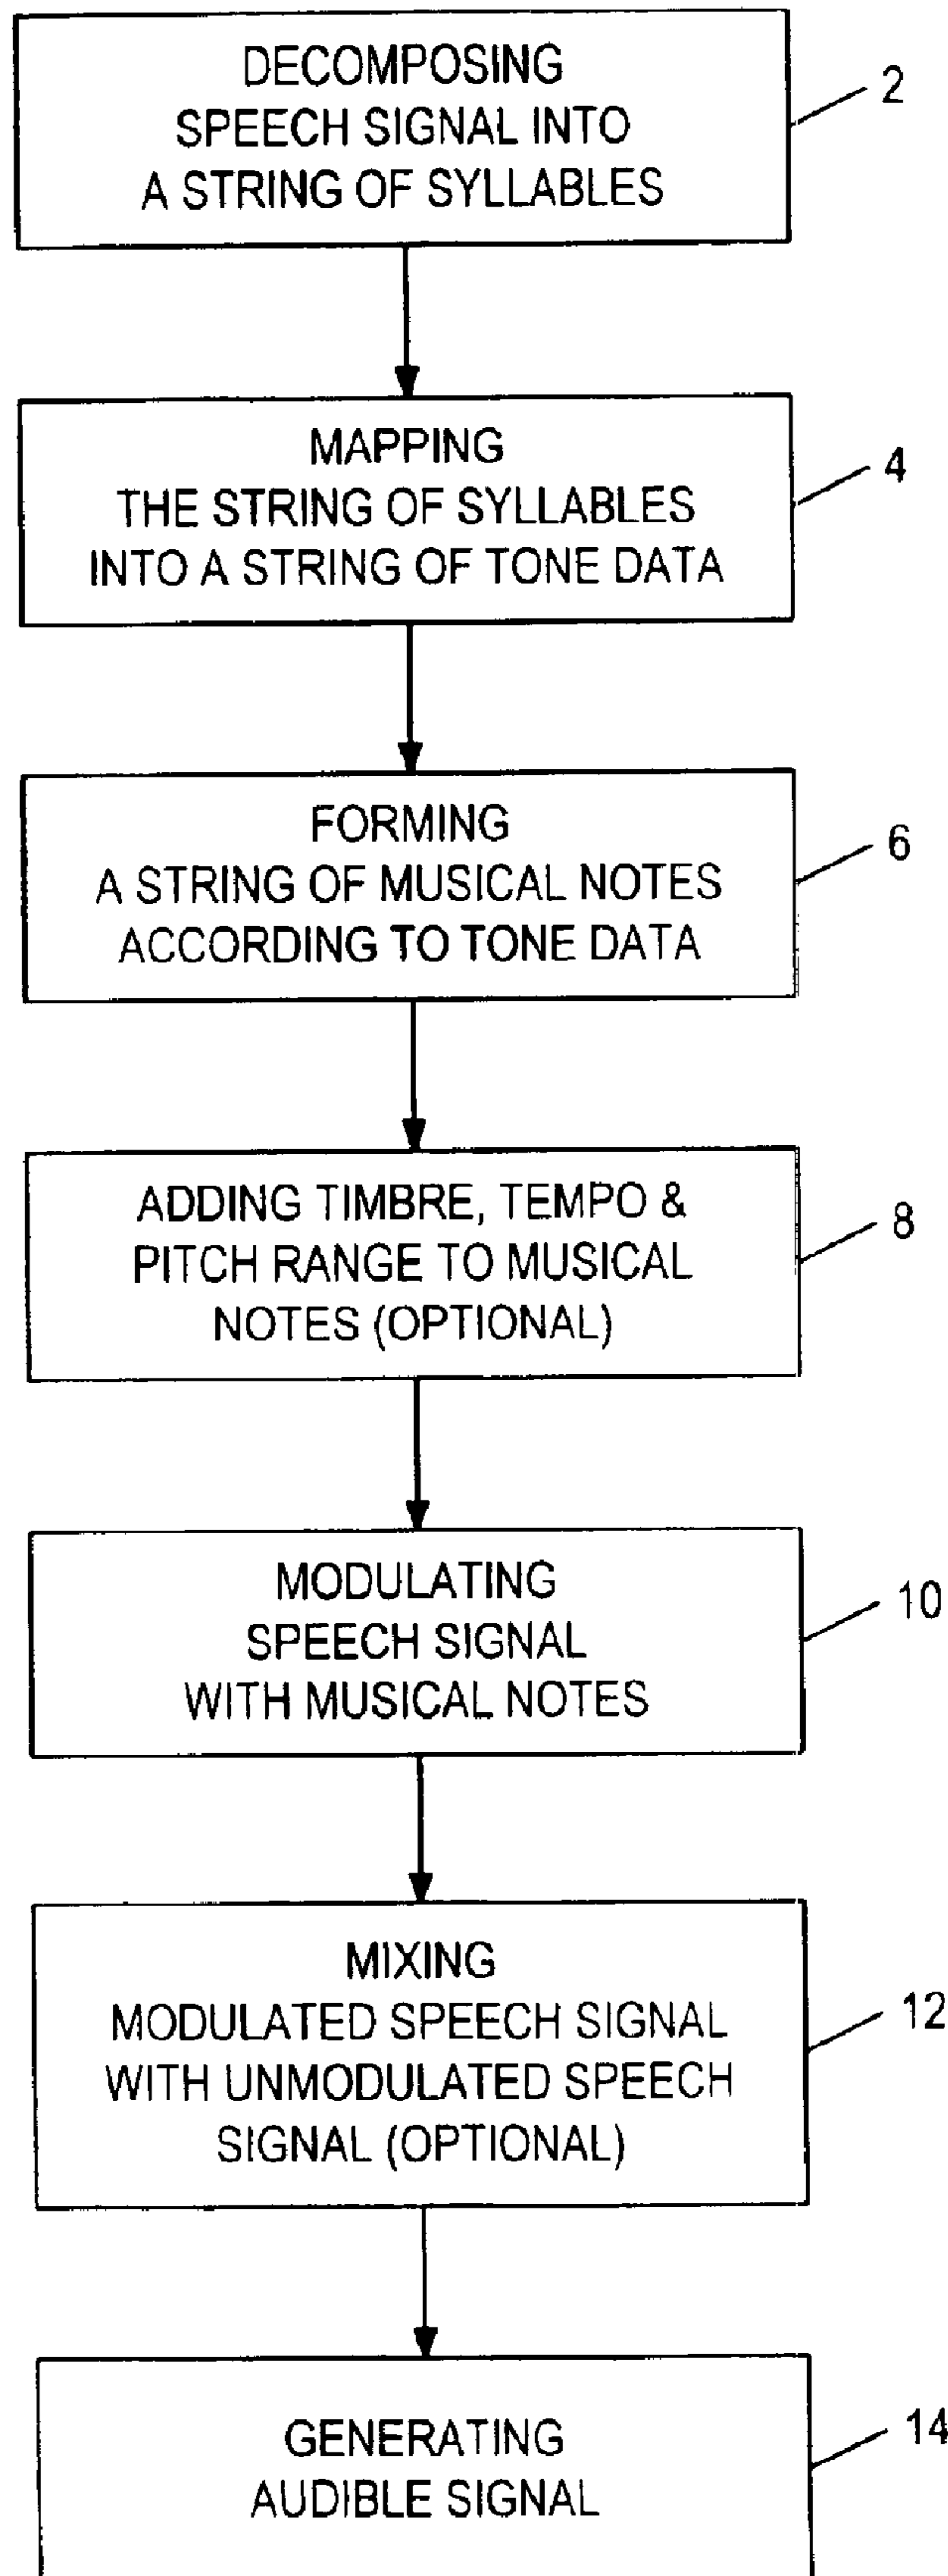 DECOMPOSING
SPEECH SIGNAL INTO
A STRING OF SYLLABLES
2
MAPPING
THE STRING OF SYLLABLES
INTO A STRING OF TONE DATA
4
FORMING
A STRING OF MUSICAL NOTES
ACCORDING TO TONE DATA
6
ADDING TIMBRE, TEMPO &
PITCH RANGE TO MUSICAL
NOTES (OPTIONAL)
8
MODULATING
SPEECH SIGNAL
WITH MUSICAL NOTES
10
MIXING
MODULATED SPEECH SIGNAL
WITH UNMODULATED SPEECH
SIGNAL (OPTIONAL)
12
GENERATING
AUDIBLE SIGNAL
14